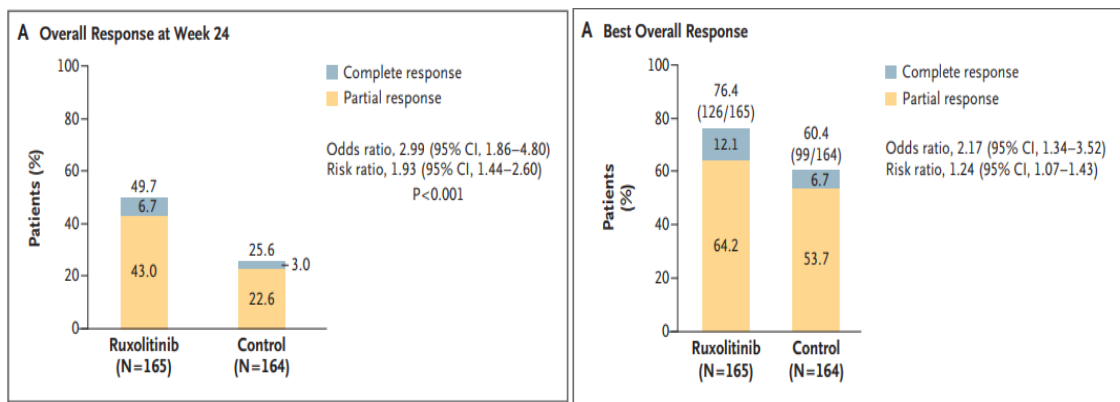 A Overall Response at Week 24
100
80
60
40
20
0
Patients (%)
49.7
6.7
43.0
25.6
3.0
22.6
Ruxolitinib
(N=165)
Control
(N=164)
Complete response
Partial response
Odds ratio, 2.99 (95% CI, 1.86–4.80)
Risk ratio, 1.93 (95% CI, 1.44–2.60)
P<0.001
A Best Overall Response
100
80
60
40
20
0
Patients
(%)
76.4
(126/165)
12.1
64.2
60.4
(99/164)
6.7
53.7
Ruxolitinib
(N=165)
Control
(N=164)
Complete response
Partial response
Odds ratio, 2.17 (95% CI, 1.34–3.52)
Risk ratio, 1.24 (95% CI, 1.07–1.43)